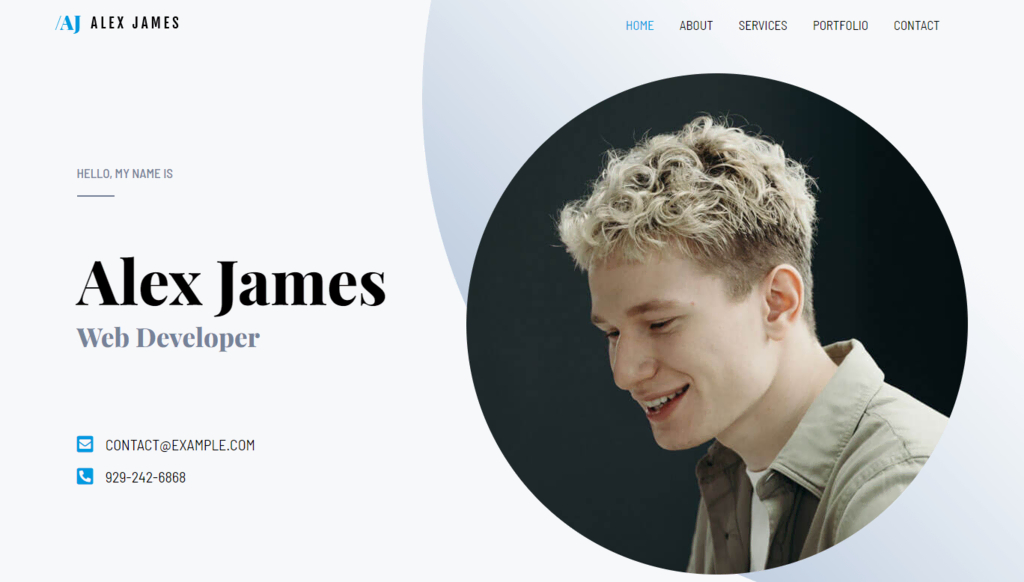 /AJ ALEX JAMES
HOME ABOUT SERVICES PORTFOLIO CONTACT
HELLO, MY NAME IS
Alex James
Web Developer
CONTACT@EXAMPLE.COM
929-242-6868